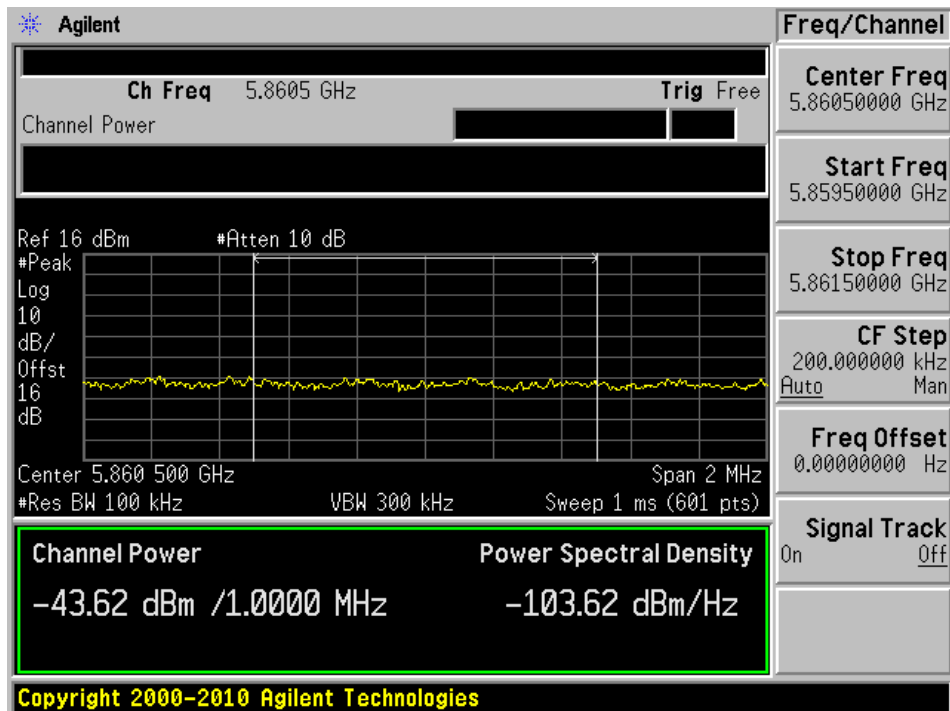 Agilent
Freq/Channel
Ch Freq 5.8605 GHz Trig Free
Channel Power
Center Freq
5.86050000 GHz
Start Freq
5.85950000 GHz
Stop Freq
5.86150000 GHz
CF Step
200.000000 kHz
Auto Man
Freq Offset
0.00000000 Hz
Signal Track
On Off
Ref 16 dBm #Atten 10 dB
#Peak
Log
10
dB/
Offst
16
dB
Center 5.860 500 GHz Span 2 MHz
#Res BW 100 kHz VBW 300 kHz Sweep 1 ms (601 pts)
Channel Power Power Spectral Density
-43.62 dBm /1.0000 MHz -103.62 dBm/Hz
Copyright 2000-2010 Agilent Technologies